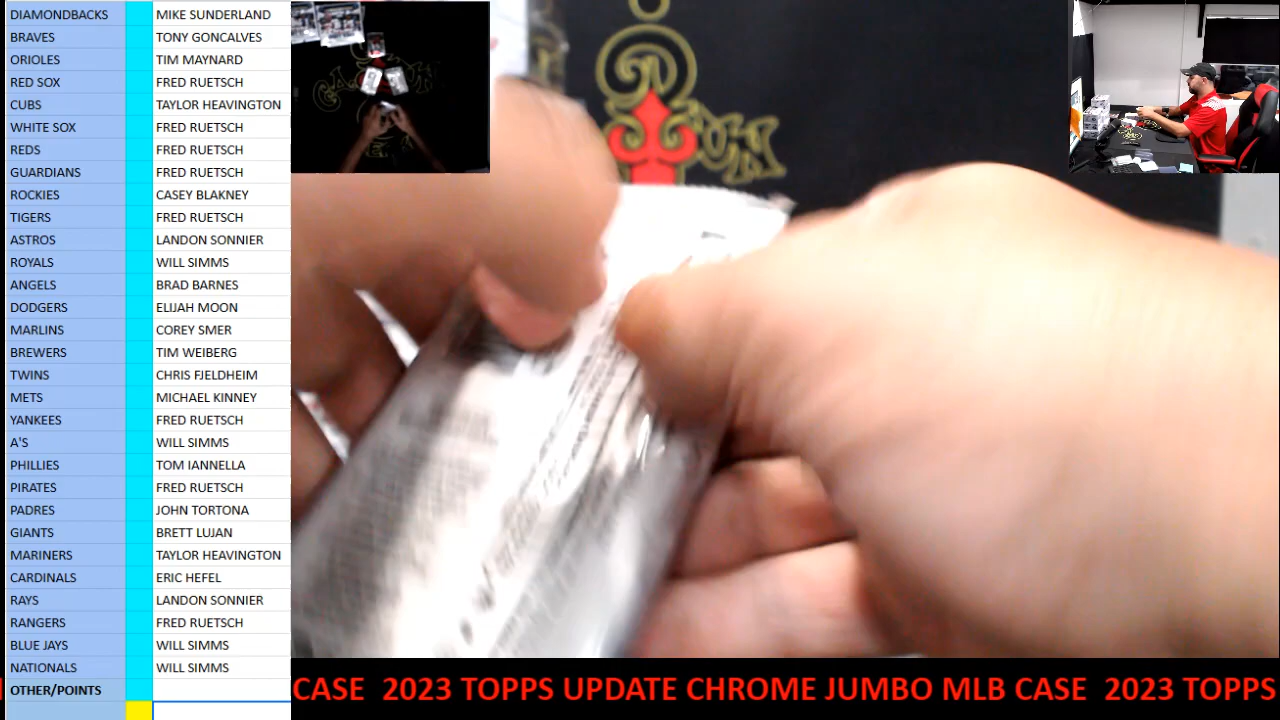 DIAMONDBACKS MIKE SUNDERLAND
BRAVES TONY GONCALVES
ORIOLES TIM MAYNARD
RED SOX FRED RUETSCH
CUBS TAYLOR HEAVINGTON
WHITE SOX FRED RUETSCH
REDS FRED RUETSCH
GUARDIANS FRED RUETSCH
ROCKIES CASEY BLAKNEY
TIGERS FRED RUETSCH
ASTROS LANDON SONNIER
ROYALS WILL SIMMS
ANGELS BRAD BARNES
DODGERS ELIJAH MOON
MARLINS COREY SMER
BREWERS TIM WEIBERG
TWINS CHRIS FJELDHEIM
METS MICHAEL KINNEY
YANKEES FRED RUETSCH
A'S WILL SIMMS
PHILLIES TOM IANNELLA
PIRATES FRED RUETSCH
PADRES JOHN TORTONA
GIANTS BRETT LUJAN
MARINERS TAYLOR HEAVINGTON
CARDINALS ERIC HEFEL
RAYS LANDON SONNIER
RANGERS FRED RUETSCH
BLUE JAYS WILL SIMMS
NATIONALS WILL SIMMS
OTHER/POINTS
CASE 2023 TOPPS UPDATE CHROME JUMBO MLB CASE 2023 TOPPS